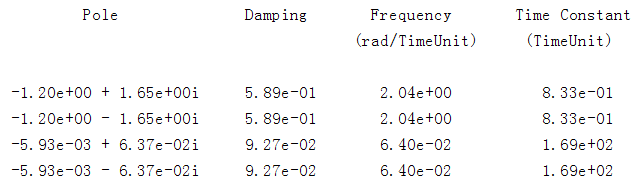 Pole Damping Frequency Time Constant
(rad/TimeUnit) (TimeUnit)
-1.20e+00 + 1.65e+00i 5.89e-01 2.04e+00 8.33e-01
-1.20e+00 - 1.65e+00i 5.89e-01 2.04e+00 8.33e-01
-5.93e-03 + 6.37e-02i 9.27e-02 6.40e-02 1.69e+02
-5.93e-03 - 6.37e-02i 9.27e-02 6.40e-02 1.69e+02